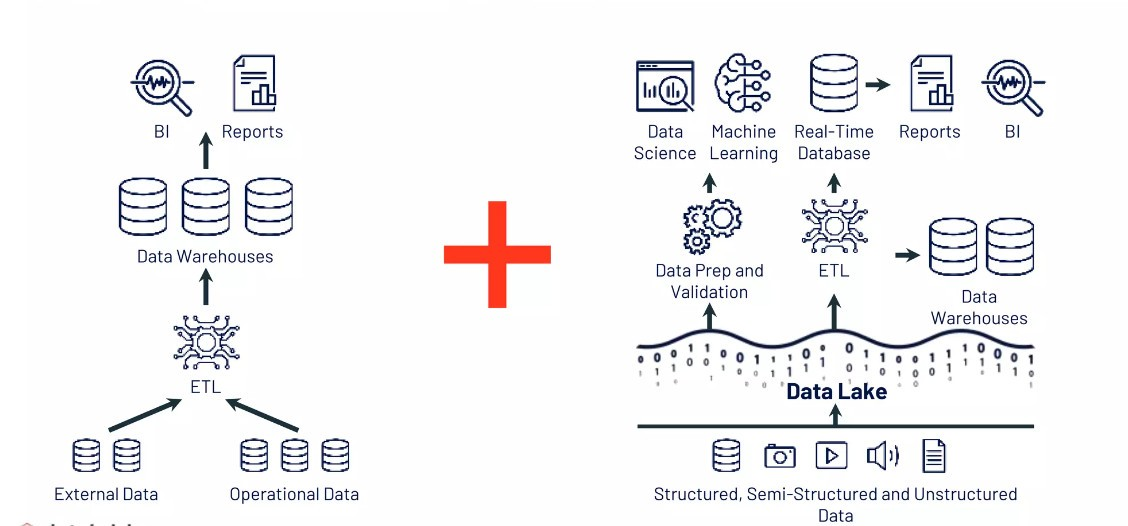 BI
Reports
Data Warehouses
ETL
External Data
Operational Data
Data
Science
Machine
Learning
Real-Time
Database
Reports
BI
Data Prep and
Validation
ETL
Data
Warehouses
Data Lake
Structured, Semi-Structured and Unstructured
Data